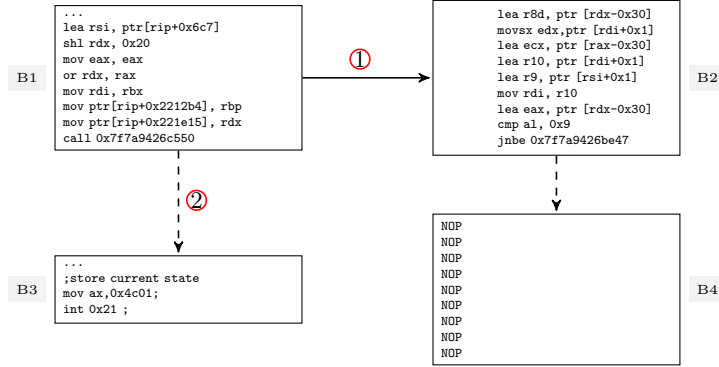 B1
...
lea rsi, ptr[rip+0x6c7]
shl rdx, 0x20
mov eax, eax
or rdx, rax
mov rdi, rbx
mov ptr[rip+0x2212b4], rbp
mov ptr[rip+0x221e15], rdx
call 0x7f7a9426c550
1
lea r8d, ptr [rdx-0x30]
movsx edx,ptr [rdi+0x1]
lea ecx, ptr [rax-0x30]
lea r10, ptr [rdi+0x1]
lea r9, ptr [rsi+0x1]
mov rdi, r10
lea eax, ptr [rdx-0x30]
cmp al, 0x9
jnbe 0x7f7a9426be47
B2
2
B3
...
;store current state
mov ax,0x4c01;
int 0x21 ;
NOP
NOP
NOP
NOP
NOP
NOP
NOP
NOP
NOP
B4